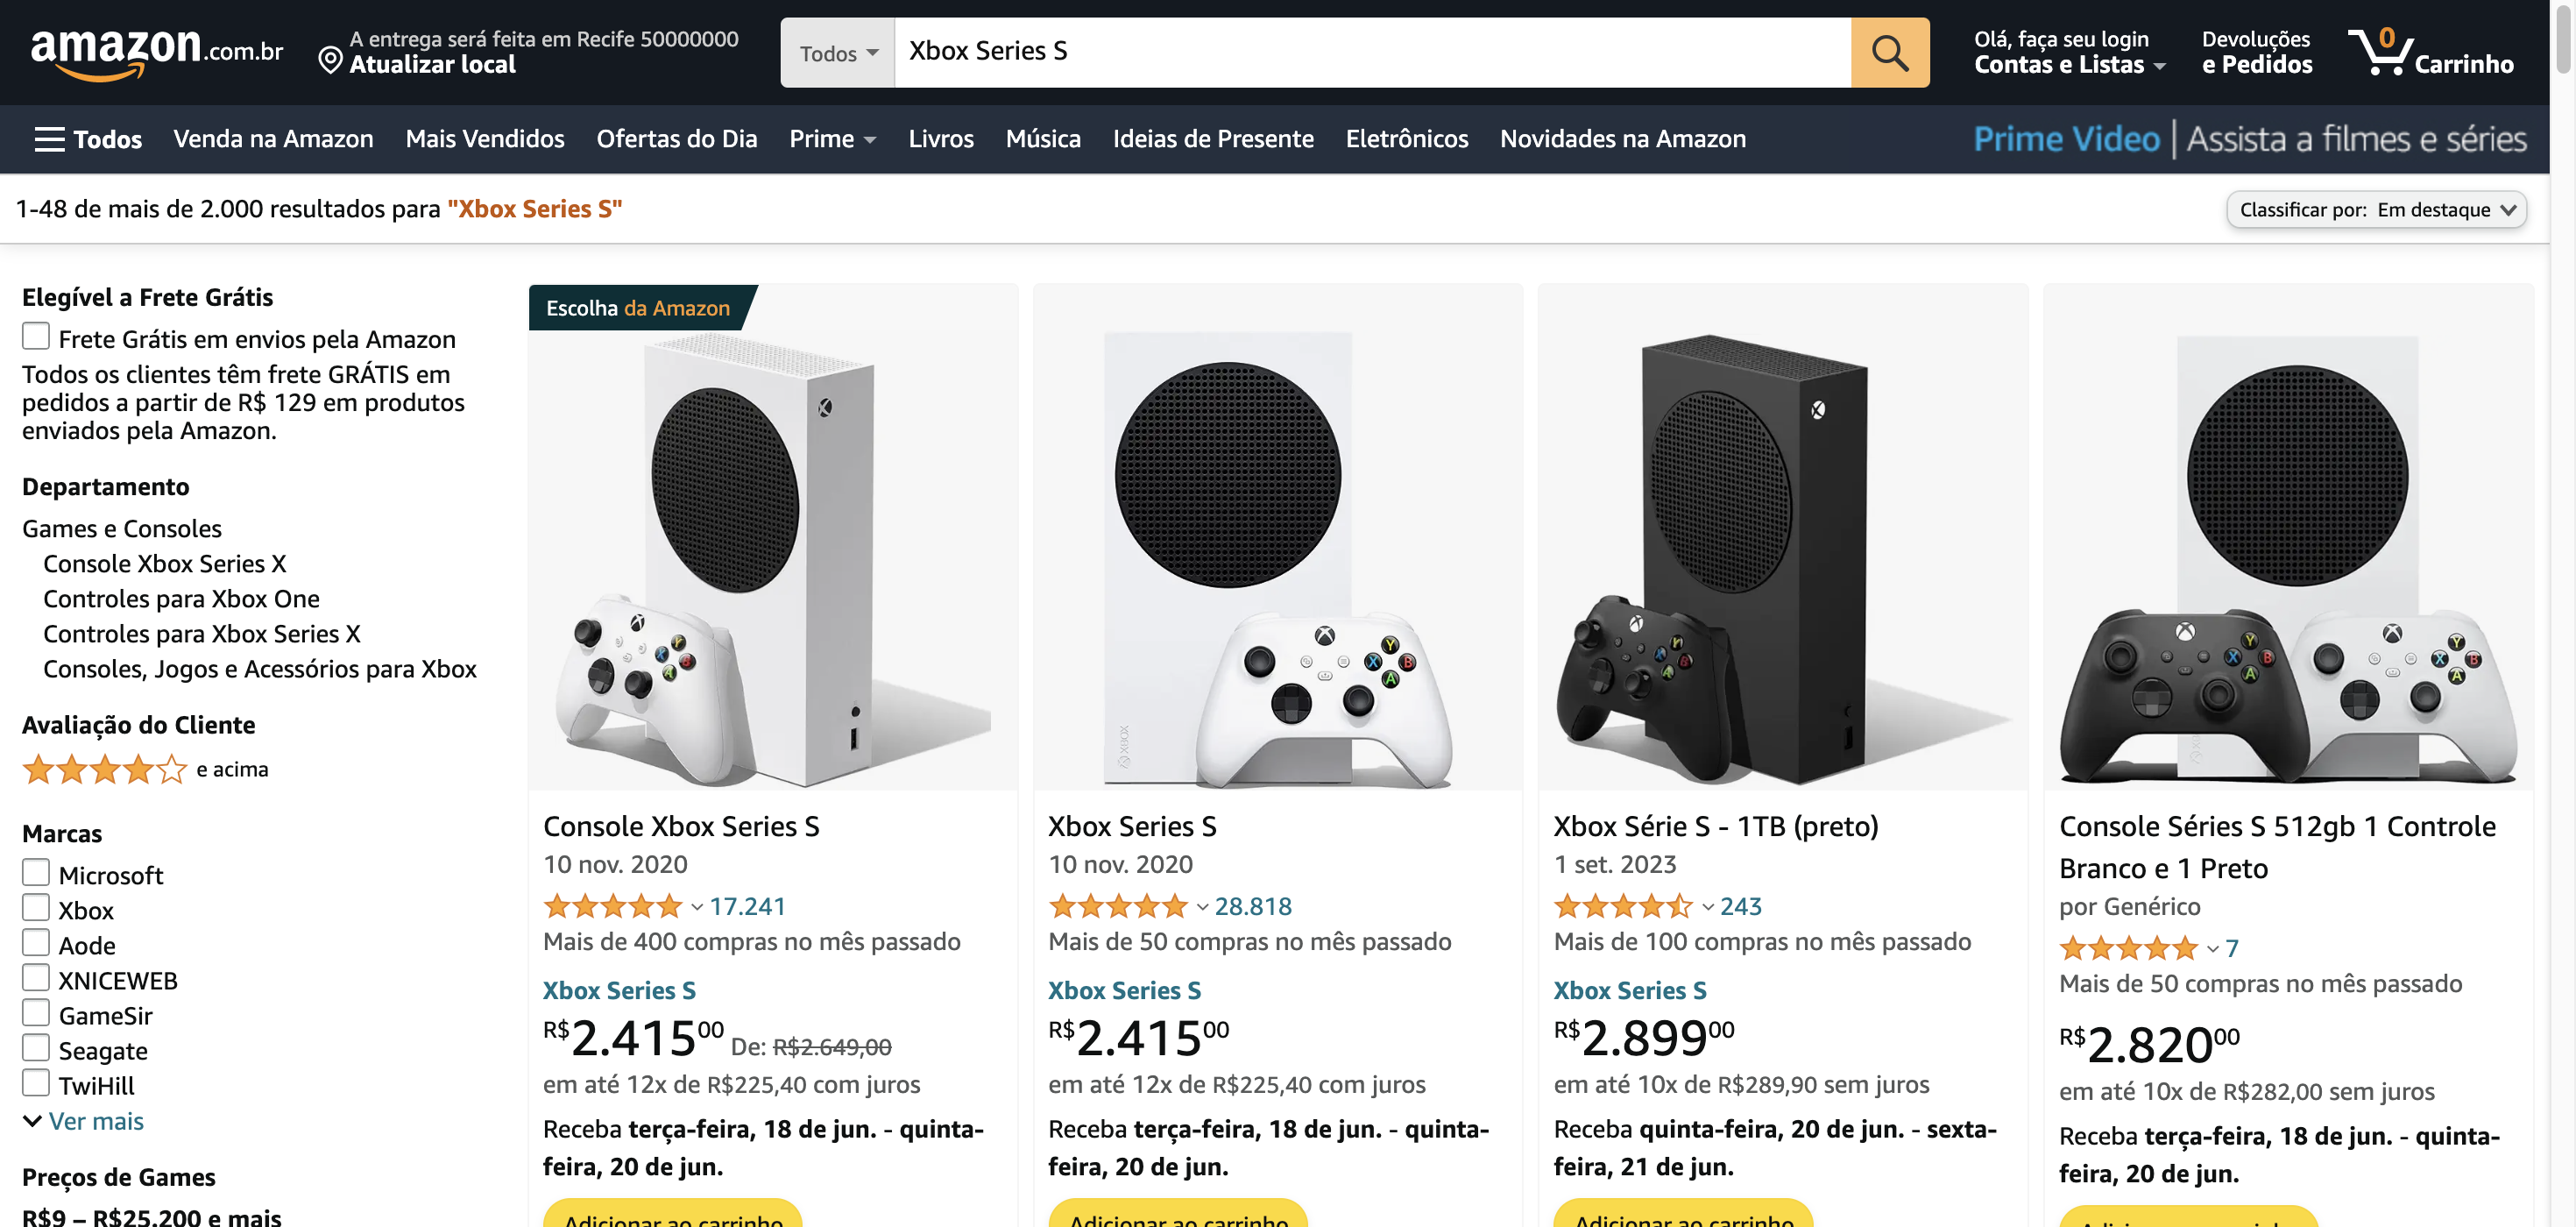 amazon.com.br
A entrega será feita em Recife 50000000
Atualizar local
Todos
Xbox Series S
Olá, faça seu login
Contas e Listas
Devoluções
e Pedidos
0
Carrinho
Todos
Venda na Amazon
Mais Vendidos
Ofertas do Dia
Prime
Livros
Música
Ideias de Presente
Eletrônicos
Novidades na Amazon
Prime Video | Assista a filmes e séries
1-48 de mais de 2.000 resultados para "Xbox Series S"
Classificar por: Em destaque
Elegível a Frete Grátis
Frete Grátis em envios pela Amazon
Todos os clientes têm frete GRÁTIS em
pedidos a partir de R$ 129 em produtos
enviados pela Amazon.
Departamento
Games e Consoles
Console Xbox Series X
Controles para Xbox One
Controles para Xbox Series X
Consoles, Jogos e Acessórios para Xbox
Avaliação do Cliente
e acima
Marcas
Microsoft
Xbox
Aode
XNICEWEB
GameSir
Seagate
TwiHill
Ver mais
Preços de Games
R$9 – R$25.200 e mais
Escolha da Amazon
Console Xbox Series S
10 nov. 2020
17.241
Mais de 400 compras no mês passado
Xbox Series S
R$2.41500 De: R$2.649,00
em até 12x de R$225,40 com juros
Receba terça-feira, 18 de jun. - quinta-
feira, 20 de jun.
Adicionar ao carrinho
XBOX
Y
X B
A
Xbox Series S
10 nov. 2020
28.818
Mais de 50 compras no mês passado
Xbox Series S
R$2.41500
em até 12x de R$225,40 com juros
Receba terça-feira, 18 de jun. - quinta-
feira, 20 de jun.
Adicionar ao carrinho
Xbox Série S - 1TB (preto)
1 set. 2023
243
Mais de 100 compras no mês passado
Xbox Series S
R$2.89900
em até 10x de R$289,90 sem juros
Receba quinta-feira, 20 de jun. - sexta-
feira, 21 de jun.
Adicionar ao carrinho
Console Séries S 512gb 1 Controle
Branco e 1 Preto
por Genérico
7
Mais de 50 compras no mês passado
R$2.82000
em até 10x de R$282,00 sem juros
Receba terça-feira, 18 de jun. - quinta-
feira, 20 de jun.